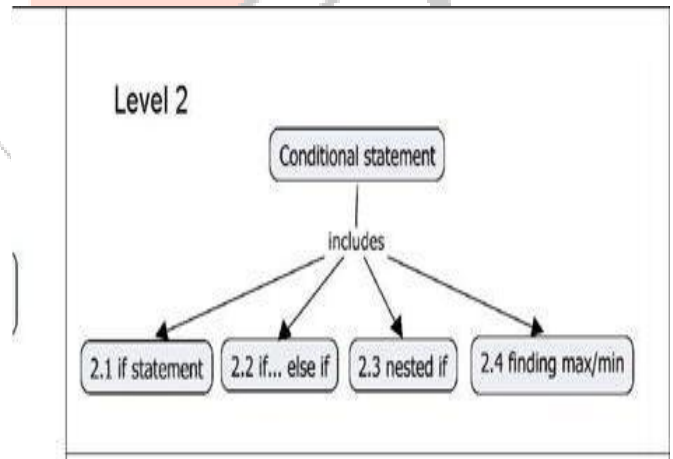 Level 2
Conditional statement
includes
2.1 if statement
2.2 if... else if
2.3 nested if
2.4 finding max/min